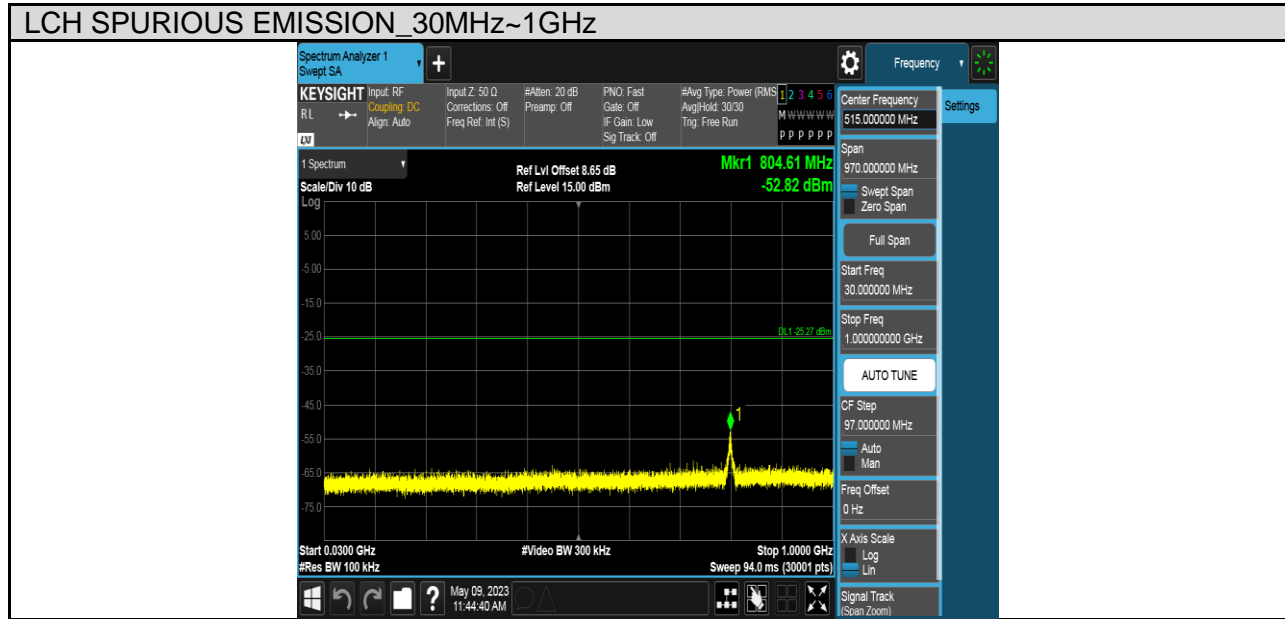 LCH SPURIOUS EMISSION_30MHz~1GHz
Spectrum Analyzer 1
Swept SA
+
Frequency
KEYSIGHT
RL
LXI
Input: RF
Coupling: DC
Align: Auto
Input Z: 50 Ω
Corrections: Off
Freq Ref: Int (S)
#Atten: 20 dB
Preamp: Off
PNO: Fast
Gate: Off
IF Gain: Low
Sig Track: Off
#Avg Type: Power (RMS
Avg|Hold: 30/30
Trig: Free Run
1 2 3 4 5 6
M W W W W W
P P P P P P
Center Frequency
515.000000 MHz
Settings
1 Spectrum
Scale/Div 10 dB
Log
Ref Lvl Offset 8.65 dB
Ref Level 15.00 dBm
Mkr1 804.61 MHz
-52.82 dBm
5.00
-5.00
-15.0
-25.0
-35.0
-45.0
-55.0
-65.0
-75.0
DL1 -25.27 dBm
1
Start 0.0300 GHz
#Res BW 100 kHz
#Video BW 300 kHz
Stop 1.0000 GHz
Sweep 94.0 ms (30001 pts)
Span
970.000000 MHz
Swept Span
Zero Span
Full Span
Start Freq
30.000000 MHz
Stop Freq
1.000000000 GHz
AUTO TUNE
CF Step
97.000000 MHz
Auto
Man
Freq Offset
0 Hz
X Axis Scale
Log
Lin
Signal Track
(Span Zoom)
?
May 09, 2023
11:44:40 AM